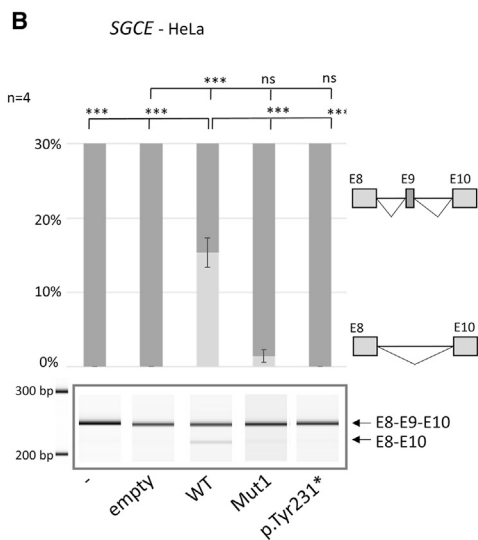 B
SGCE - HeLa
n=4
*** ns ns
*** *** *** ***
30%
20%
10%
0%
E8 E9 E10
E8 E10
300 bp
200 bp
E8-E9-E10
E8-E10
- empty WT Mut1 p.Tyr231*